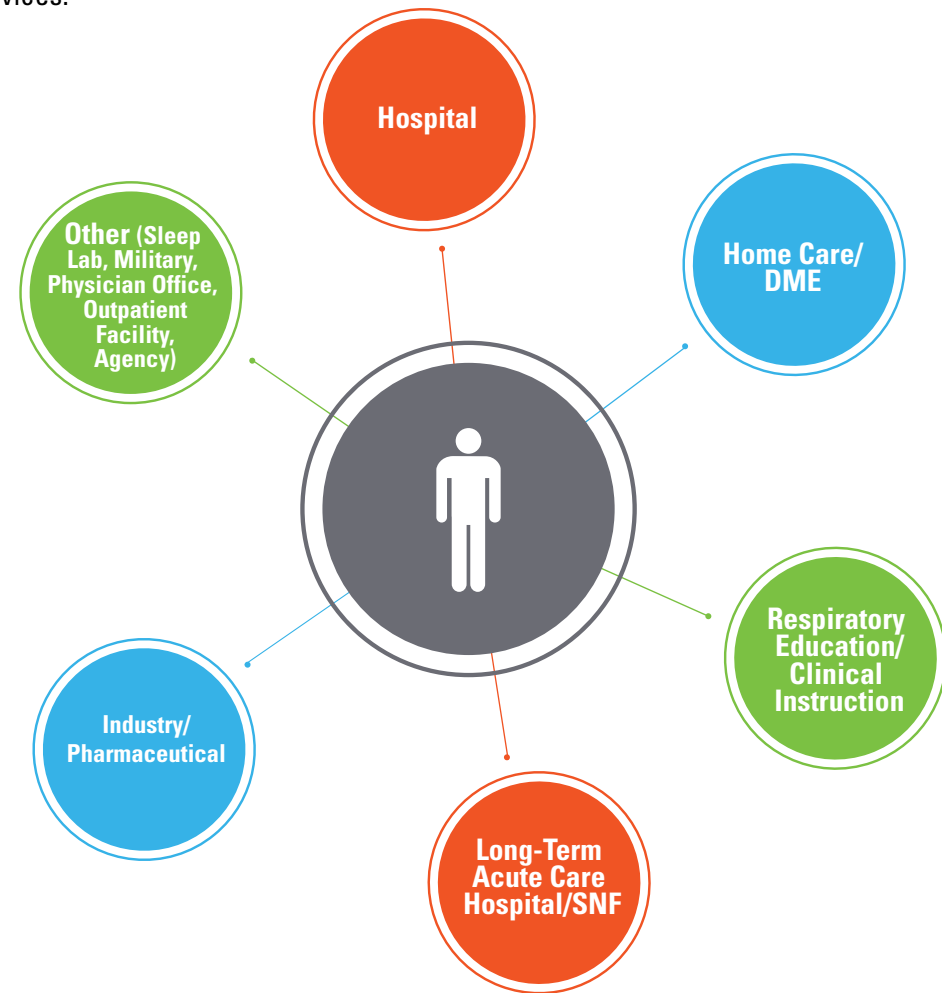 vices.
Hospital
Home Care/
DME
Other (Sleep
Lab, Military,
Physician Office,
Outpatient
Facility,
Agency)
Respiratory
Education/
Clinical
Instruction
Industry/
Pharmaceutical
Long-Term
Acute Care
Hospital/SNF